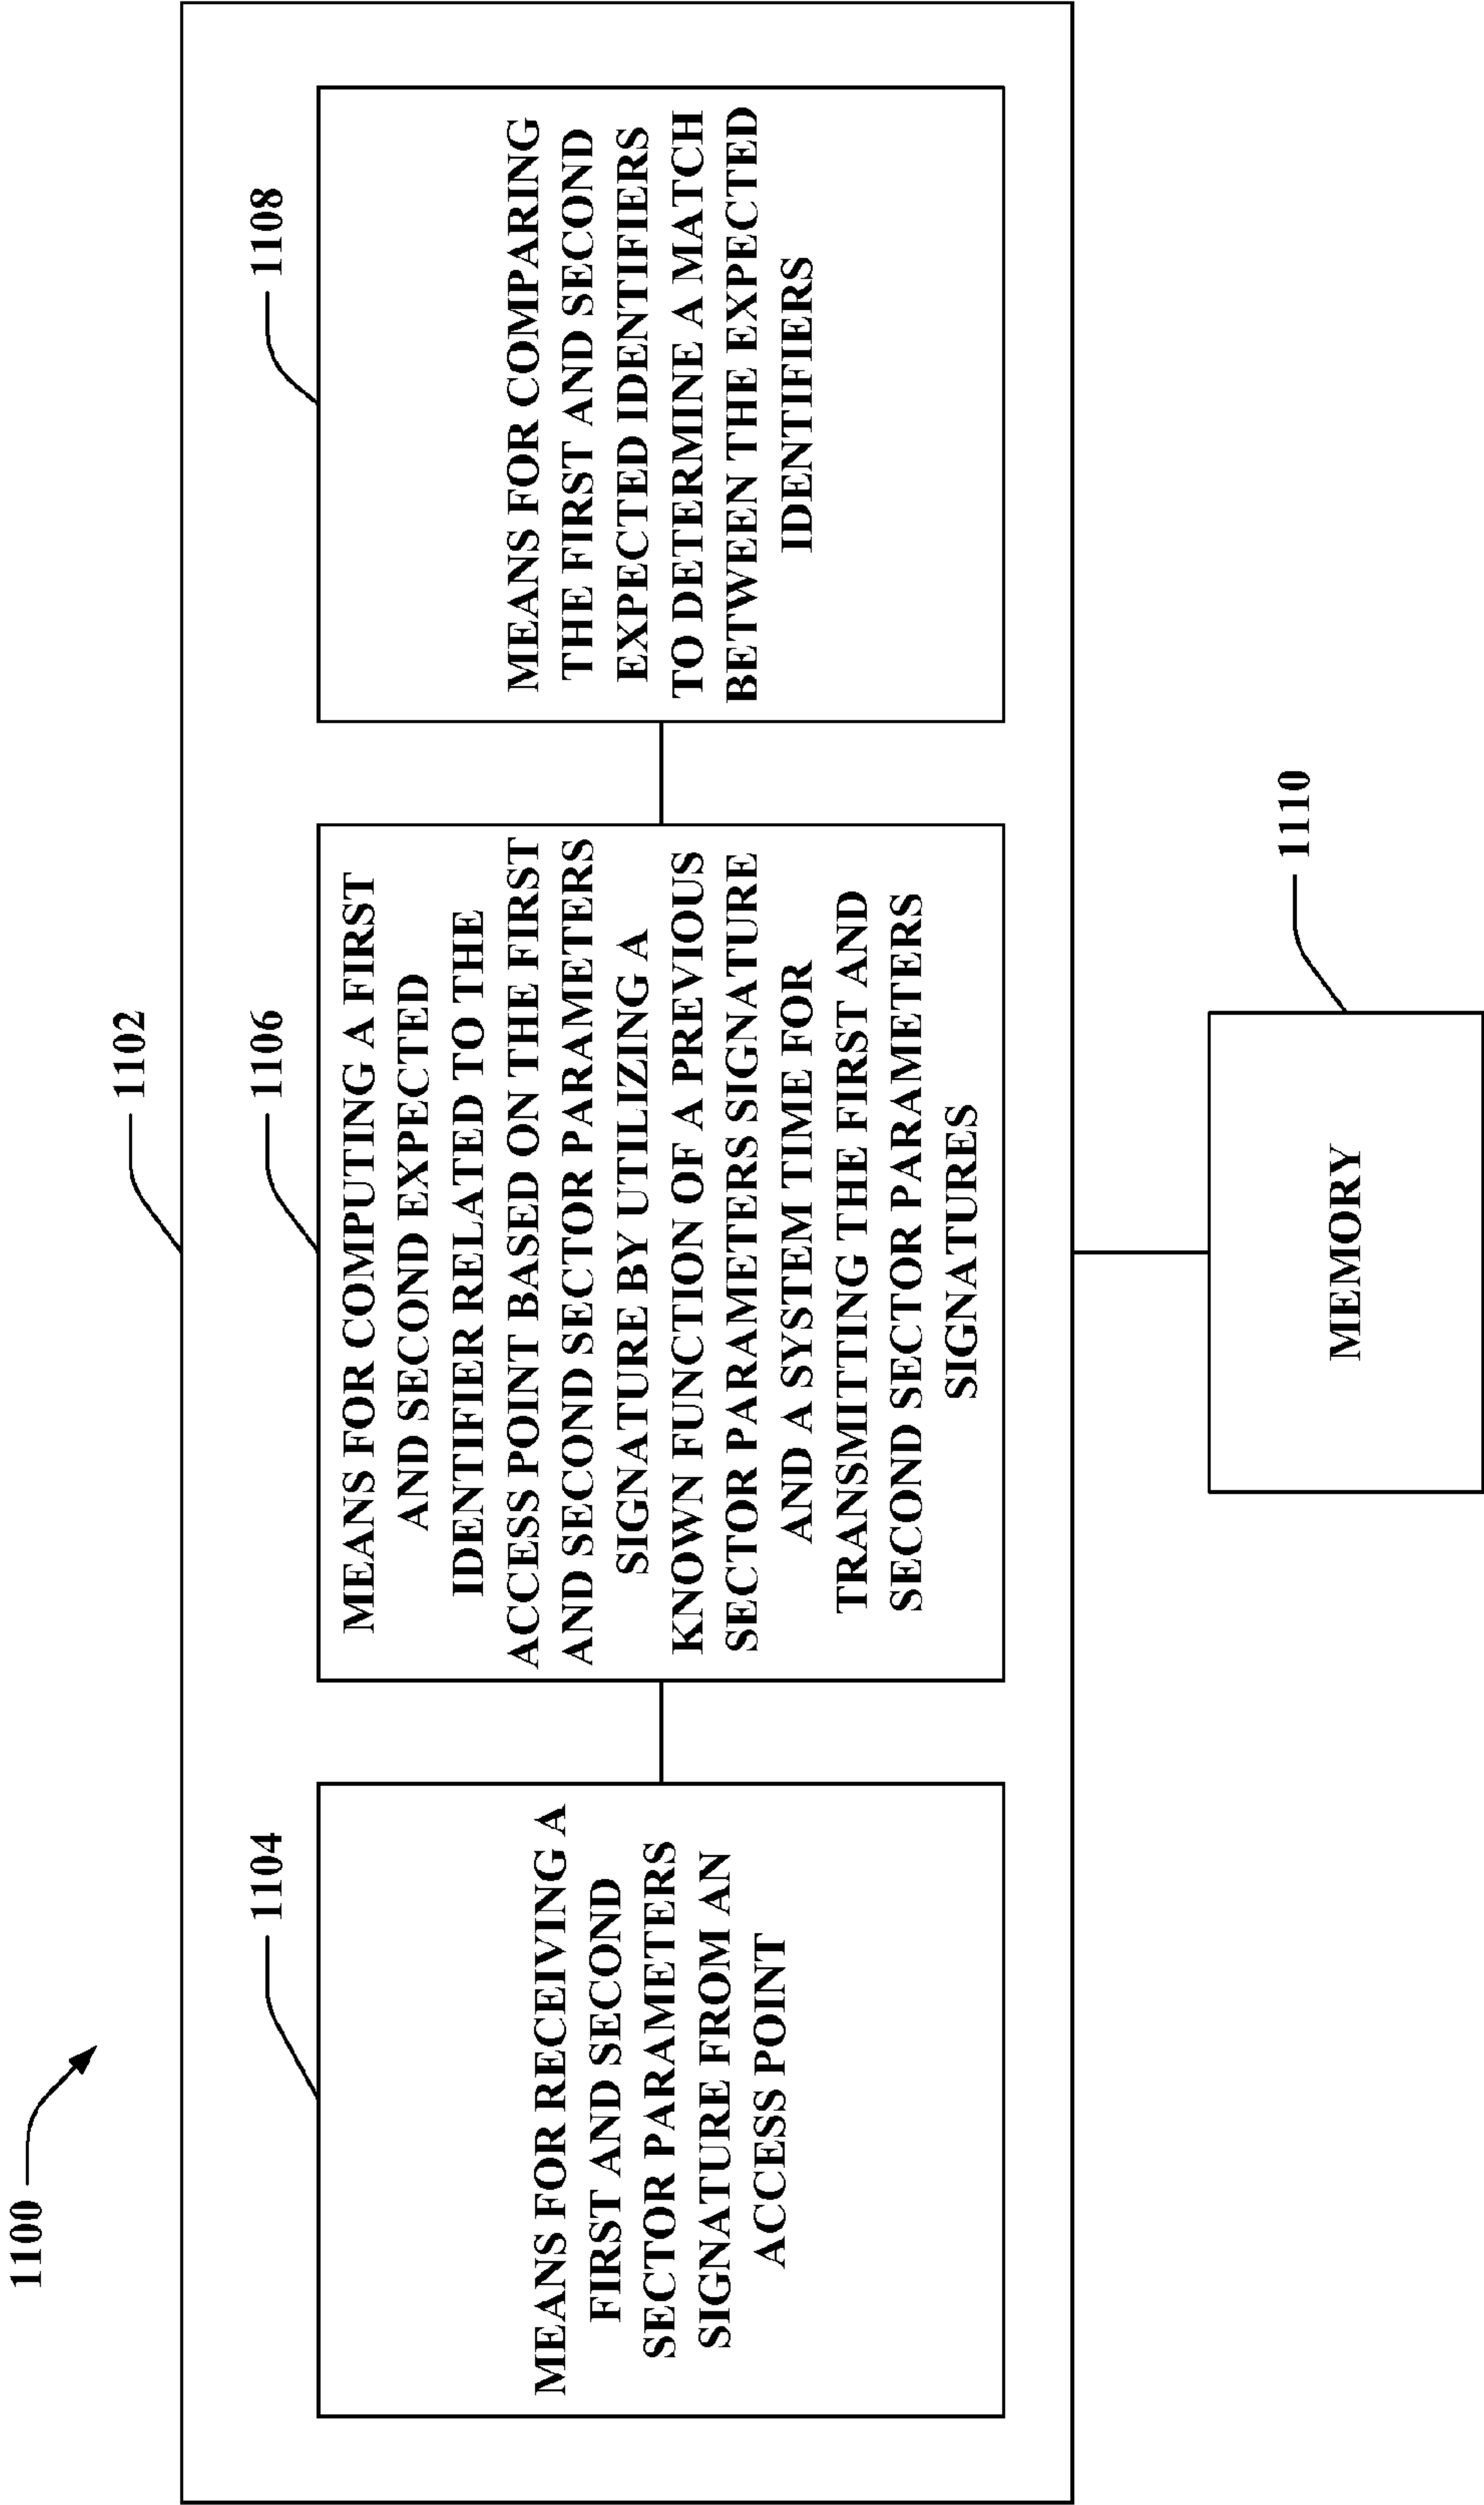 1100
1102
1104
MEANS FOR RECEIVING A
FIRST AND SECOND
SECTOR PARAMETERS
SIGNATURE FROM AN
ACCESS POINT
1106
MEANS FOR COMPUTING A FIRST
AND SECOND EXPECTED
IDENTIFIER RELATED TO THE
ACCESS POINT BASED ON THE FIRST
AND SECOND SECTOR PARAMETERS
SIGNATURE BY UTILIZING A
KNOWN FUNCTION OF A PREVIOUS
SECTOR PARAMETERS SIGNATURE
AND A SYSTEM TIME FOR
TRANSMITTING THE FIRST AND
SECOND SECTOR PARAMETERS
SIGNATURES
1108
MEANS FOR COMPARING
THE FIRST AND SECOND
EXPECTED IDENTIFIERS
TO DETERMINE A MATCH
BETWEEN THE EXPECTED
IDENTIFIERS
1110
MEMORY